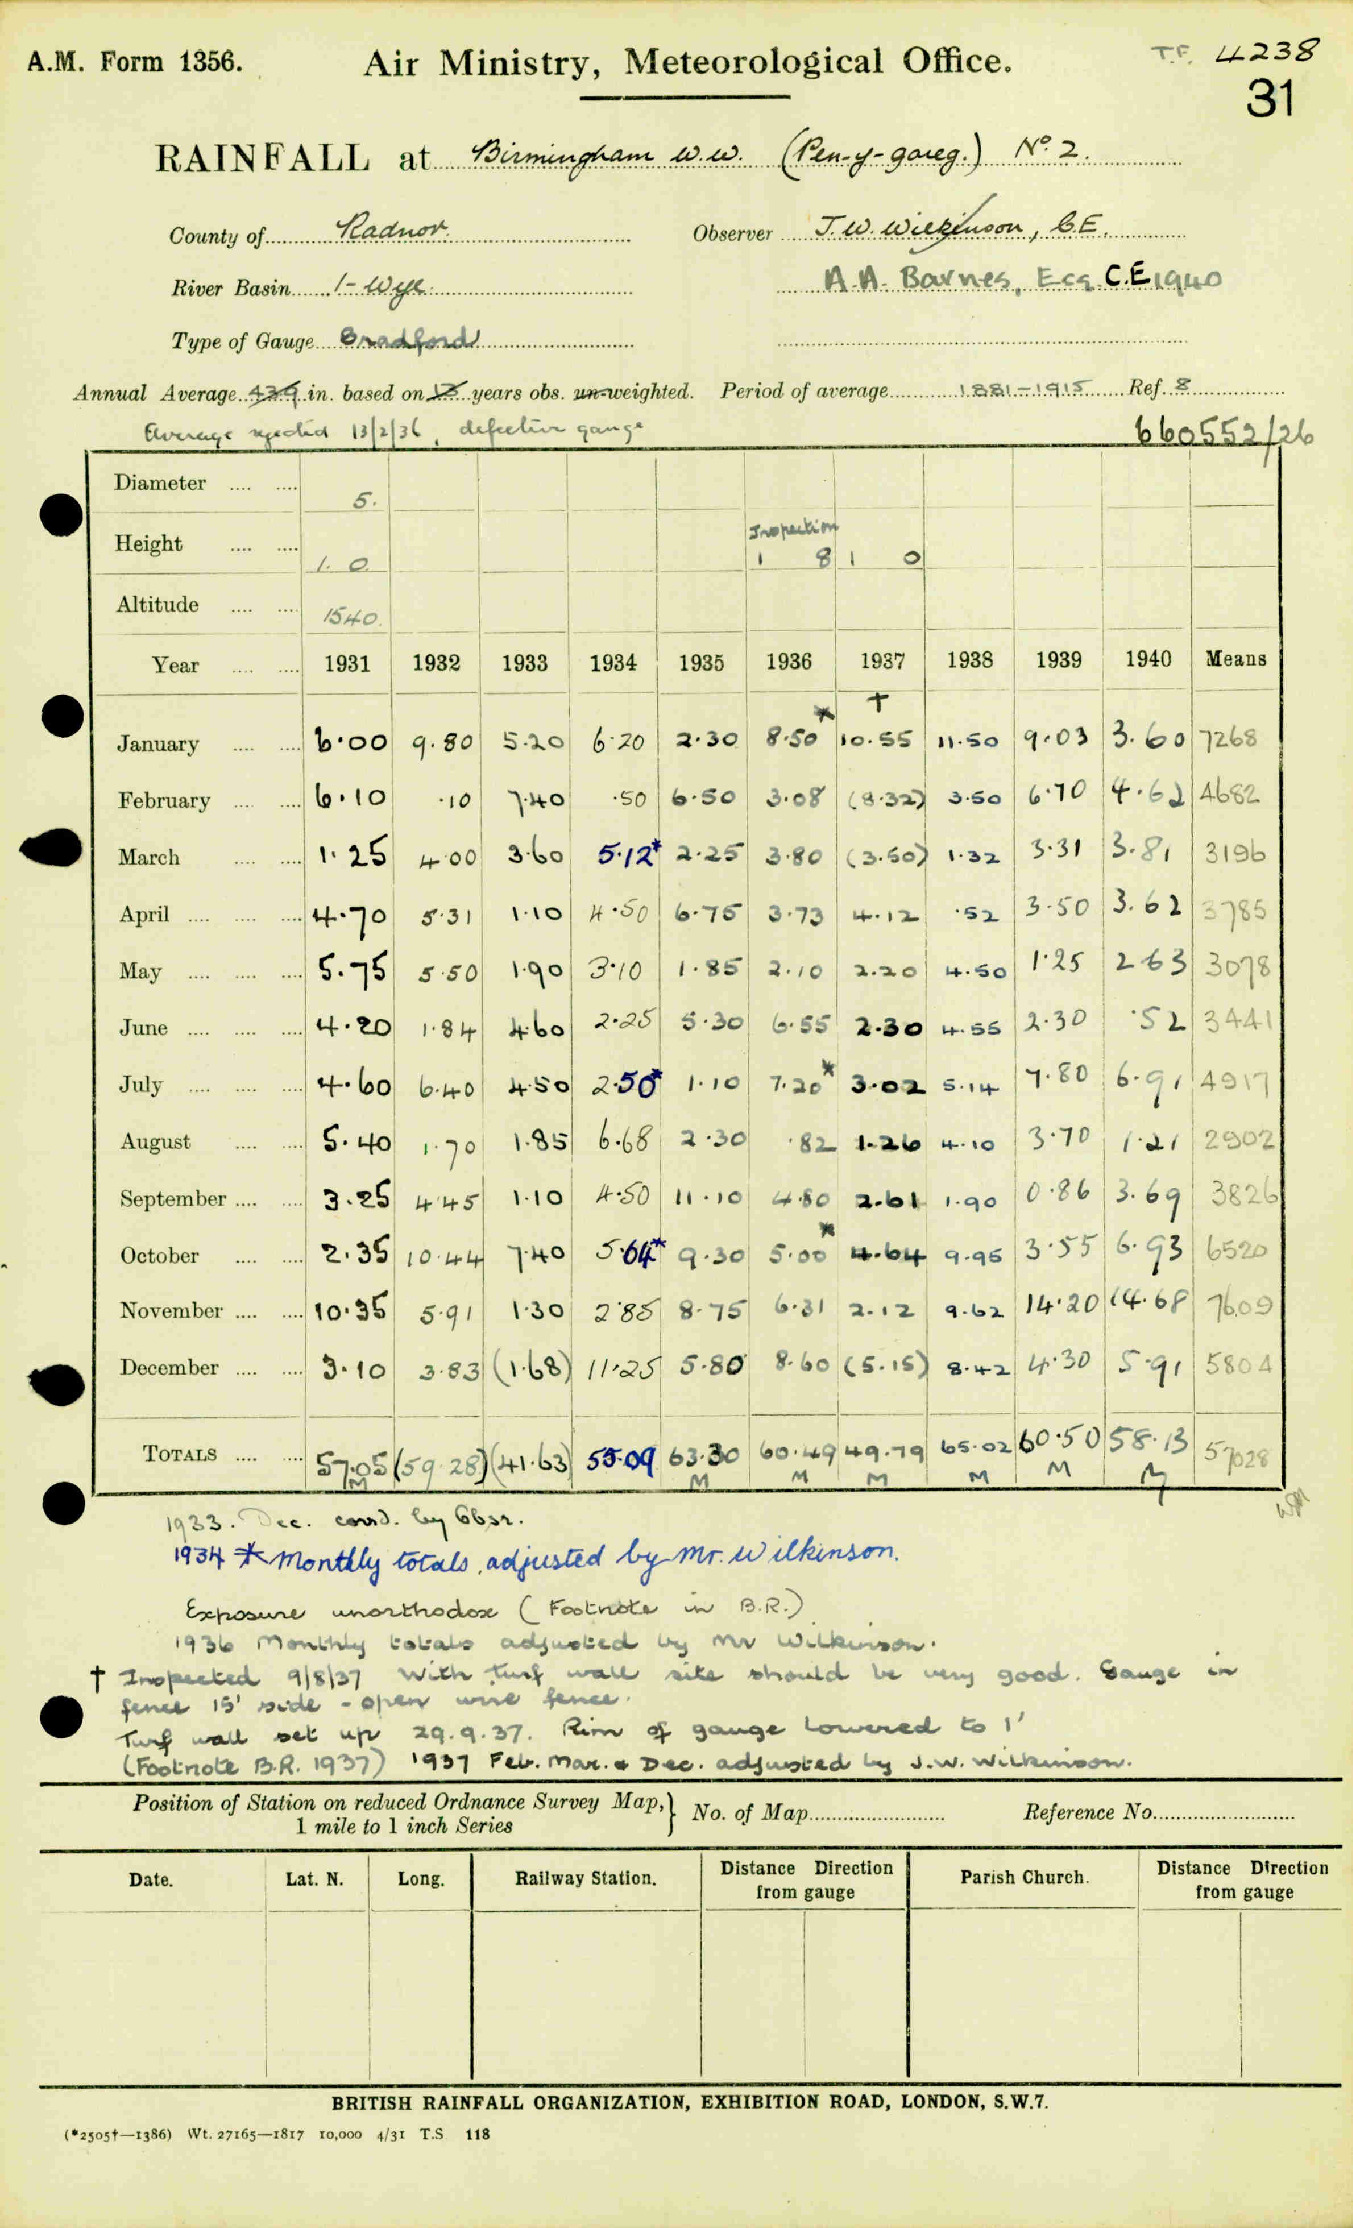 A.M. Form 1356. Air Ministry, Meteorological Office. T.F. 4238
31
RAINFALL at Birmingham W.W. (Pen-y-gareg.) No. 2.
County of Radnor. Observer J.W. Wilkinson, C.E.
River Basin 1-Wye A.A. Barnes, Esq. C.E 1940
Type of Gauge Bradford
Annual Average 43.9 in. based on 13 years obs. un-weighted. Period of average 1881-1915 Ref. 8
Average rejected 13/2/36, defective gauge 660552/26
Diameter .... .... 5.
Inspection
Height .... .... 1. 0 1 8 1 0
Altitude .... .... 1540.
Year .... .... 1931 1932 1933 1934 1935 1936 1937 1938 1939 1940 Means
* †
January .... .... 6.00 9.80 5.20 6.20 2.30 8.50 10.55 11.50 9.03 3.60 7268
February .... .... 6.10 .10 7.40 .50 6.50 3.08 (8.32) 3.50 6.70 4.62 4682
March .... .... 1.25 4.00 3.60 5.12* 2.25 3.80 (3.50) 1.32 3.31 3.81 3196
April .... .... .... 4.70 5.31 1.10 4.50 6.75 3.73 4.12 .52 3.50 3.62 3785
May .... .... .... 5.75 5.50 1.90 3.10 1.85 2.10 2.20 4.50 1.25 2.63 3078
June .... .... .... 4.20 1.84 4.60 2.25 5.30 6.55 2.30 4.55 2.30 .52 3441
July .... .... .... 4.60 6.40 4.50 2.50* 1.10 7.20* 3.02 5.14 7.80 6.91 4917
August .... .... 5.40 1.70 1.85 6.68 2.30 .82 1.26 4.10 3.70 1.21 2902
September .... .... 3.25 4.45 1.10 4.50 11.10 4.80 2.61 1.90 0.86 3.69 3826
October .... .... 2.35 10.44 7.40 5.64* 9.30 5.00* 4.64 9.95 3.55 6.93 6520
November .... .... 10.35 5.91 1.30 2.85 8.75 6.31 2.12 9.62 14.20 14.68 7609
December .... .... 3.10 3.83 (1.68) 11.25 5.80 8.60 (5.15) 8.42 4.30 5.91 5804
TOTALS .... .... 57.05 (59.28) (41.63) 55.09 63.30 60.49 49.79 65.02 60.50 58.13 57028
M M M M M M M
1933. Dec. corrd. by Obsr.
1934 * Monthly totals adjusted by Mr. Wilkinson.
Exposure unorthodox (Footnote in B.R.)
1936 Monthly totals adjusted by Mr Wilkinson.
† Inspected 9/8/37 With turf wall site should be very good. Gauge in
fence 15' side - open wire fence.
Turf wall set up 29.9.37. Rim of gauge lowered to 1'
(Footnote B.R. 1937) 1937 Feb. Mar. & Dec. adjusted by J.W. Wilkinson.
Position of Station on reduced Ordnance Survey Map, } No. of Map Reference No.
1 mile to 1 inch Series
Date. Lat. N. Long. Railway Station. Distance Direction from gauge Parish Church. Distance Direction from gauge
BRITISH RAINFALL ORGANIZATION, EXHIBITION ROAD, LONDON, S.W.7.
(*2505†—1386) Wt. 27165—1817 10,000 4/31 T.S 118